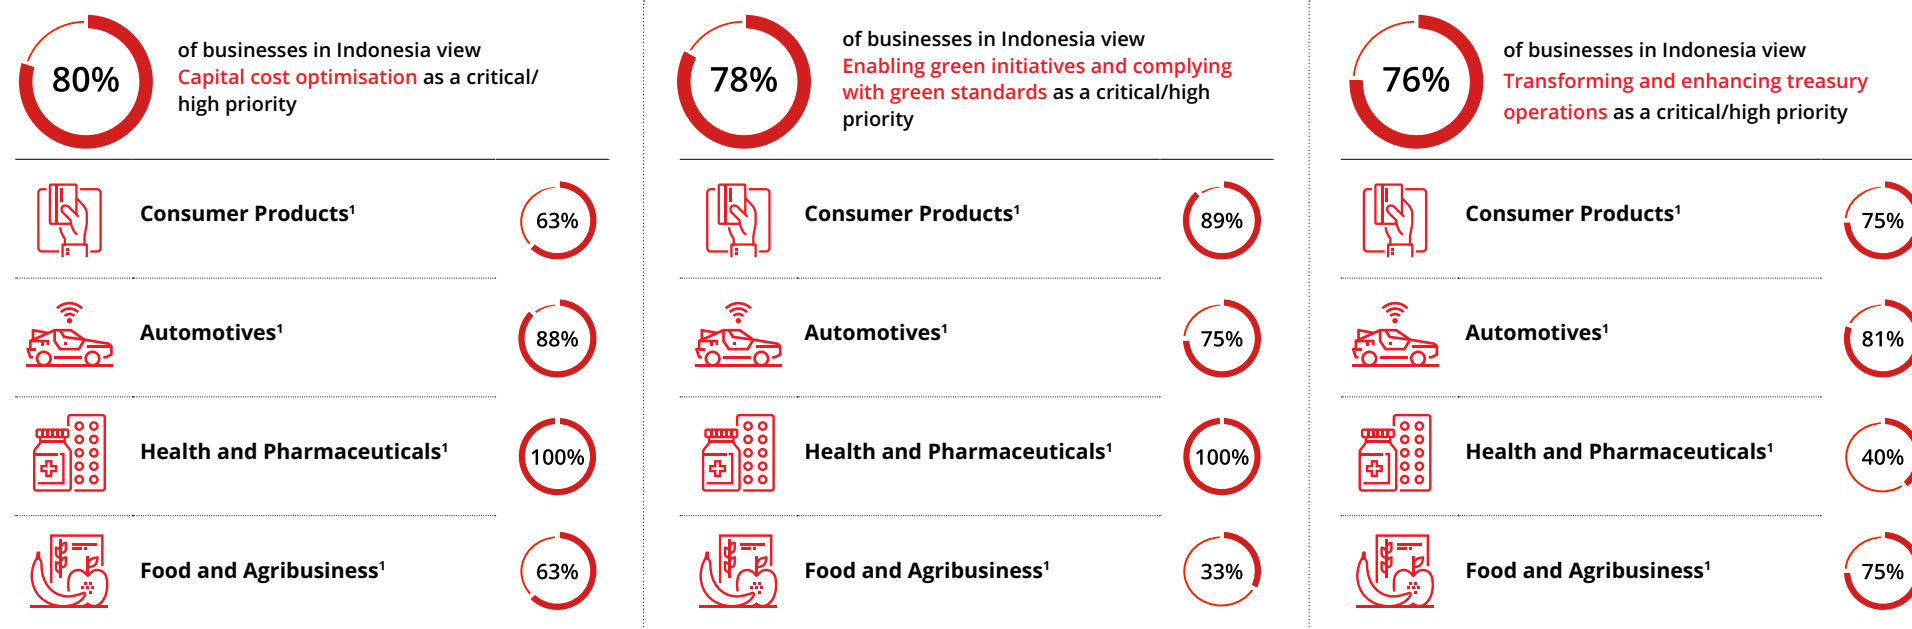 80%
of businesses in Indonesia view
Capital cost optimisation as a critical/
high priority
Consumer Products¹
63%
Automotives¹
88%
Health and Pharmaceuticals¹
100%
Food and Agribusiness¹
63%
78%
of businesses in Indonesia view
Enabling green initiatives and complying
with green standards as a critical/high
priority
Consumer Products¹
89%
Automotives¹
75%
Health and Pharmaceuticals¹
100%
Food and Agribusiness¹
33%
76%
of businesses in Indonesia view
Transforming and enhancing treasury
operations as a critical/high priority
Consumer Products¹
75%
Automotives¹
81%
Health and Pharmaceuticals¹
40%
Food and Agribusiness¹
75%